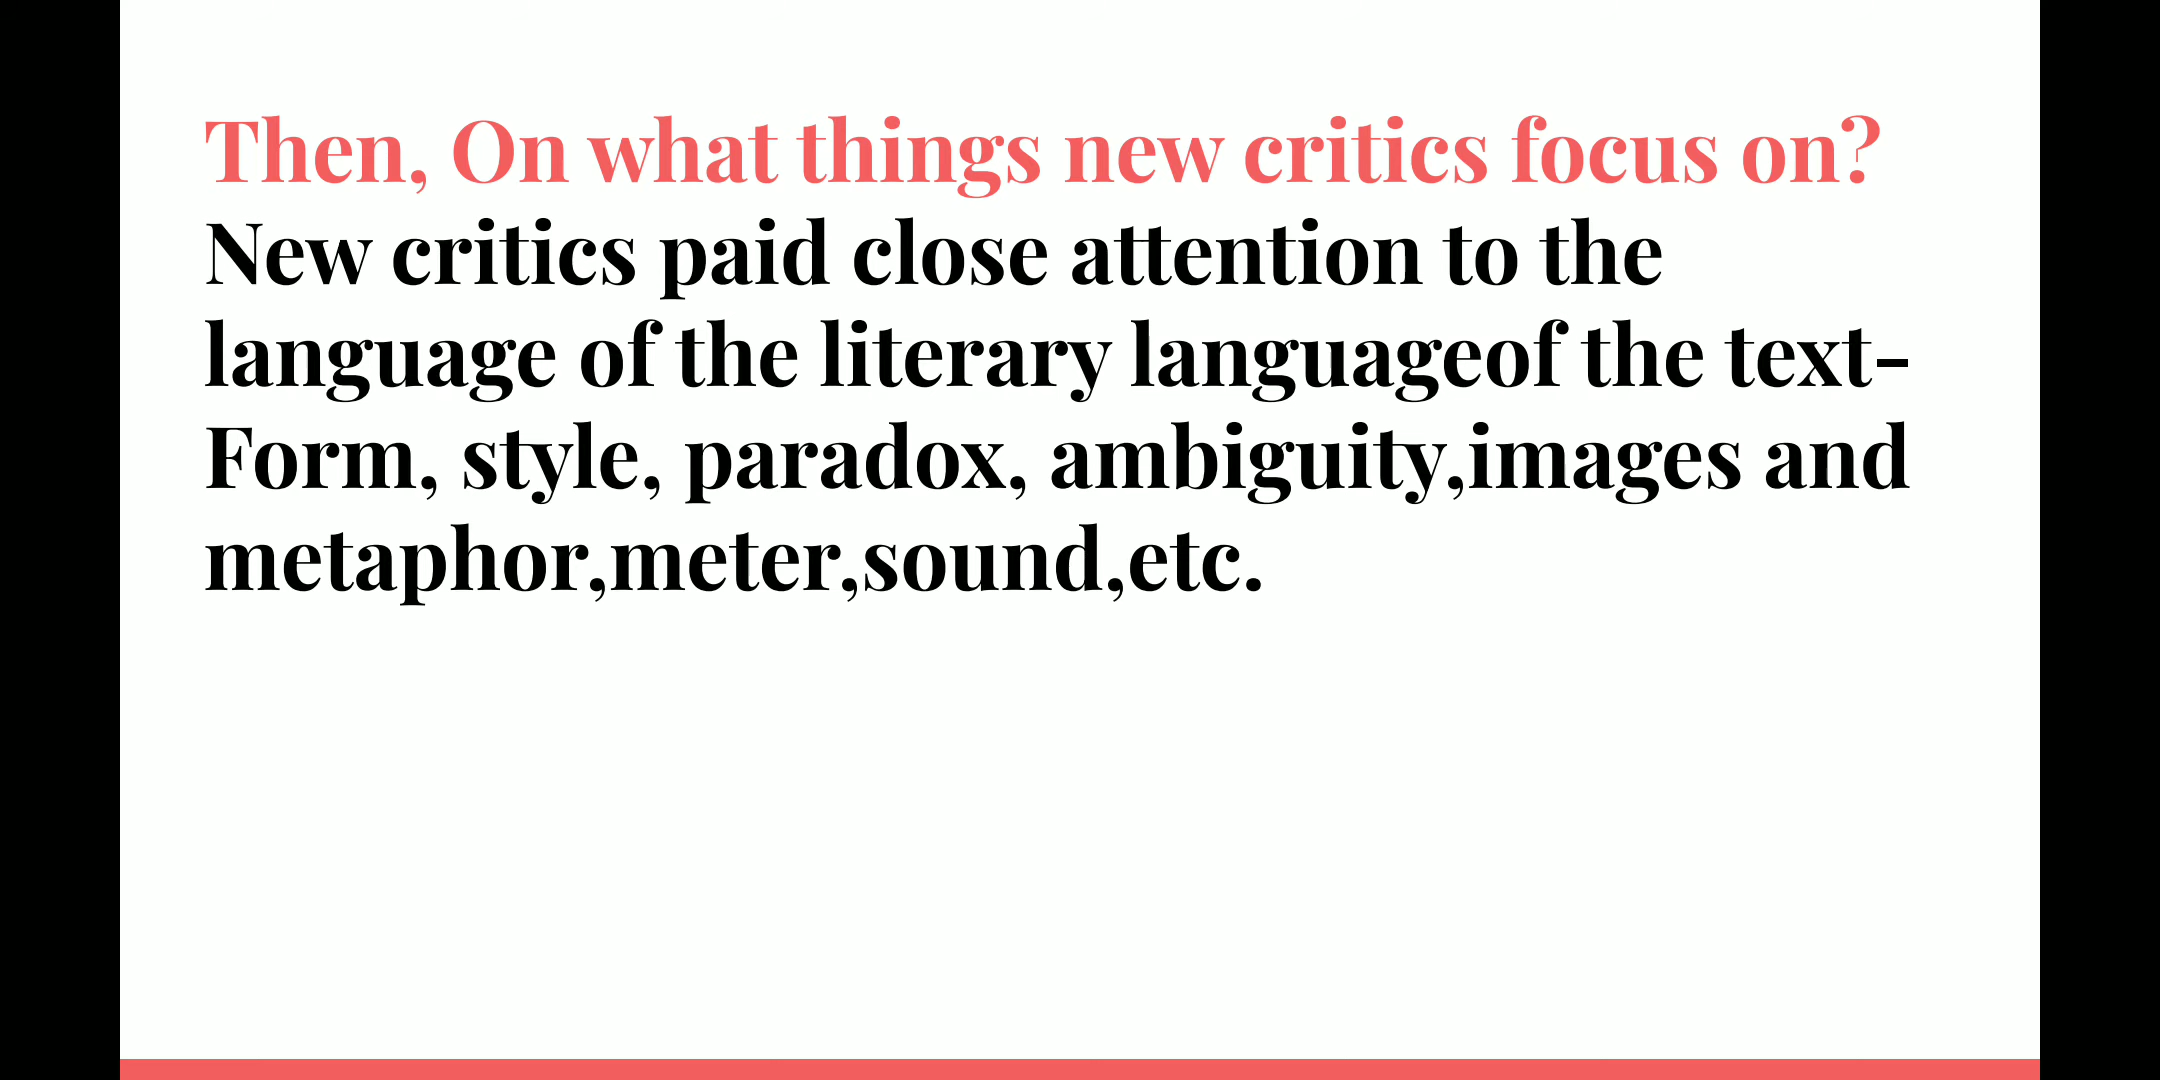 Then, On what things new critics focus on?
New critics paid close attention to the
language of the literary languageof the text-
Form, style, paradox, ambiguity,images and
metaphor,meter,sound,etc.